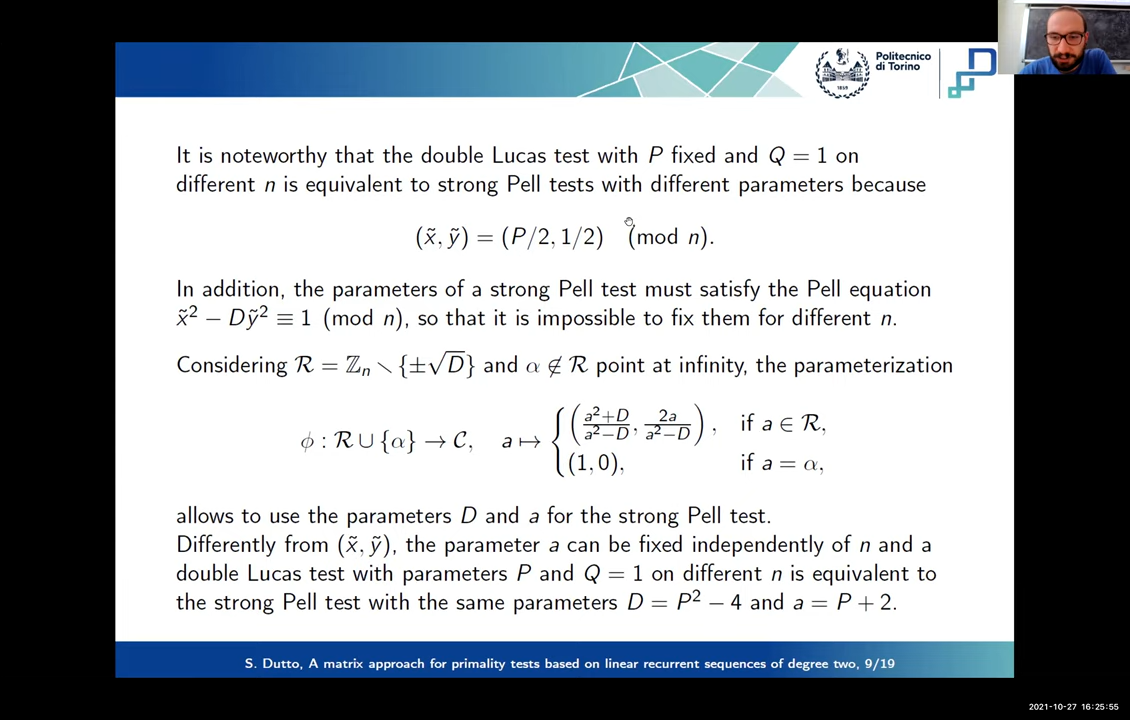 Politecnico
di Torino
1859
It is noteworthy that the double Lucas test with P fixed and Q = 1 on
different n is equivalent to strong Pell tests with different parameters because
(x̃, ỹ) = (P/2, 1/2) (mod n).
In addition, the parameters of a strong Pell test must satisfy the Pell equation
x̃² − Dỹ² ≡ 1 (mod n), so that it is impossible to fix them for different n.
Considering ℛ = ℤₙ ∖ {±√D} and α ∉ ℛ point at infinity, the parameterization
ϕ : ℛ ∪ {α} → 𝒞, a ↦ { ((a²+D)/(a²−D), 2a/(a²−D)), if a ∈ ℛ,
(1, 0), if a = α,
allows to use the parameters D and a for the strong Pell test.
Differently from (x̃, ỹ), the parameter a can be fixed independently of n and a
double Lucas test with parameters P and Q = 1 on different n is equivalent to
the strong Pell test with the same parameters D = P² − 4 and a = P + 2.
S. Dutto, A matrix approach for primality tests based on linear recurrent sequences of degree two, 9/19
2021-10-27 16:25:55